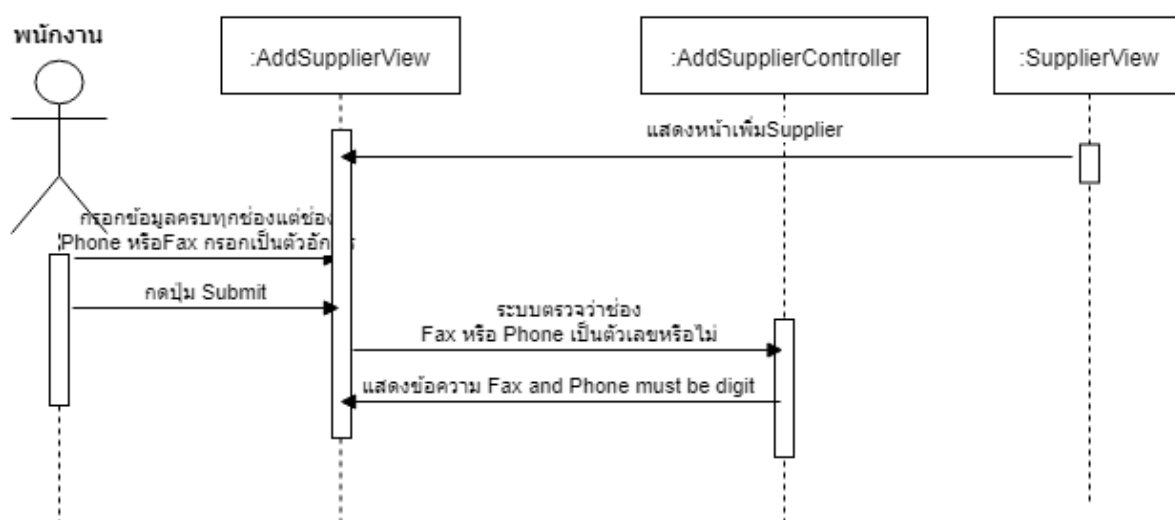 พนักงาน
:AddSupplierView
:AddSupplierController
:SupplierView
แสดงหน้าเพิ่มSupplier
กรอกข้อมูลครบทุกช่องแต่ช่อง
Phone หรือFax กรอกเป็นตัวอักษร
กดปุ่ม Submit
ระบบตรวจว่าช่อง
Fax หรือ Phone เป็นตัวเลขหรือไม่
แสดงข้อความ Fax and Phone must be digit